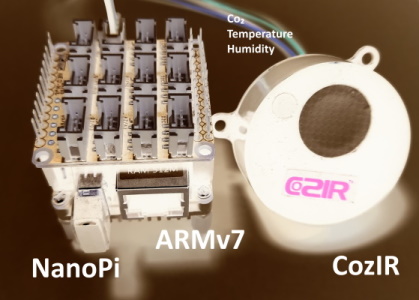 Co₂
Temperature
Humidity
COZIR
ARMv7
NanoPi
CozIR